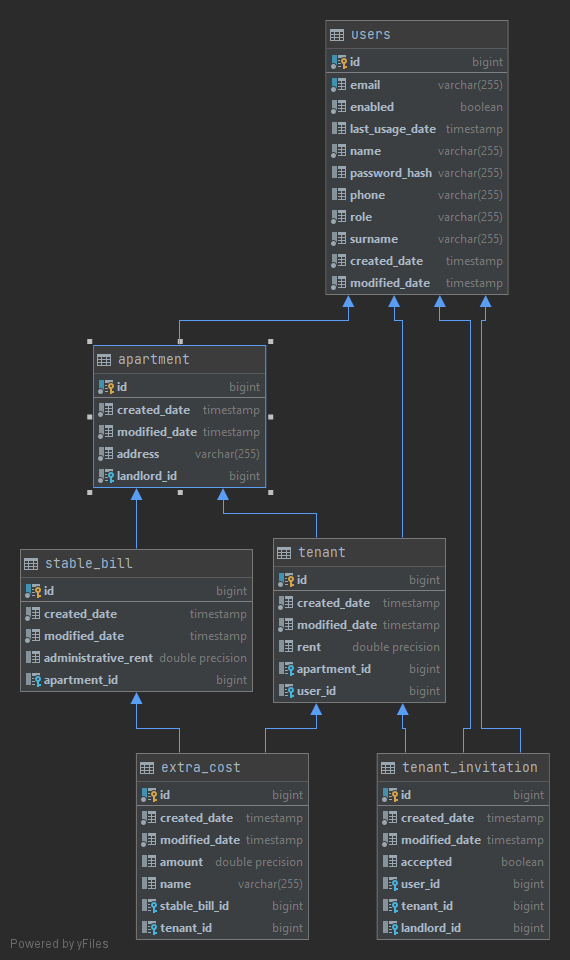 users
id bigint
email varchar(255)
enabled boolean
last_usage_date timestamp
name varchar(255)
password_hash varchar(255)
phone varchar(255)
role varchar(255)
surname varchar(255)
created_date timestamp
modified_date timestamp
apartment
id bigint
created_date timestamp
modified_date timestamp
address varchar(255)
landlord_id bigint
stable_bill
id bigint
created_date timestamp
modified_date timestamp
administrative_rent double precision
apartment_id bigint
tenant
id bigint
created_date timestamp
modified_date timestamp
rent double precision
apartment_id bigint
user_id bigint
extra_cost
id bigint
created_date timestamp
modified_date timestamp
amount double precision
name varchar(255)
stable_bill_id bigint
tenant_id bigint
tenant_invitation
id bigint
created_date timestamp
modified_date timestamp
accepted boolean
user_id bigint
tenant_id bigint
landlord_id bigint
Powered by yFiles